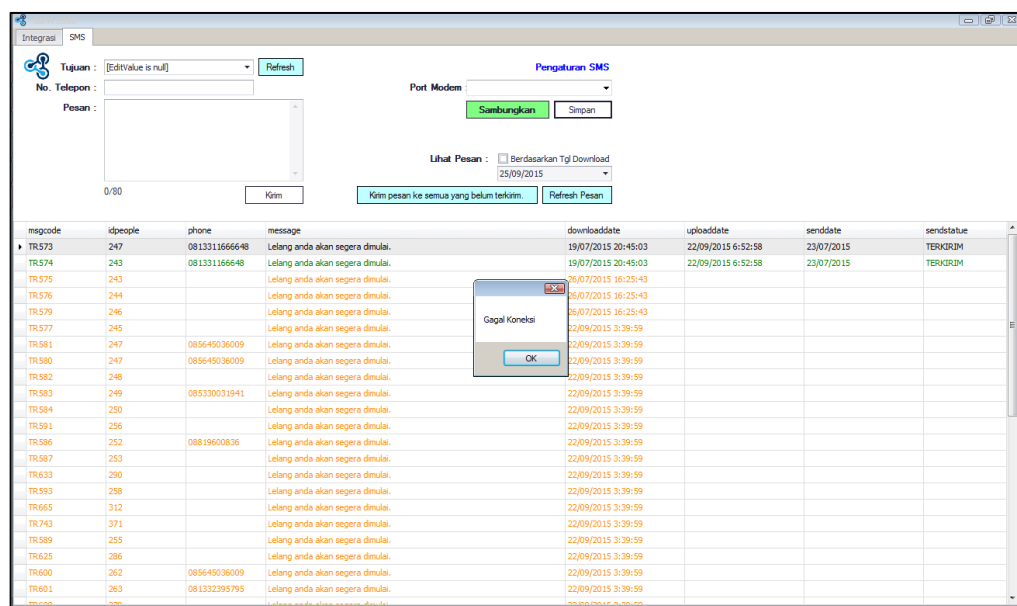 Integrasi SMS
Tujuan : [EditValue is null] Refresh Pengaturan SMS
No. Telepon : Port Modem :
Pesan : Sambungkan Simpan
Lihat Pesan : Berdasarkan Tgl Download
25/09/2015
0/80 Kirim Kirim pesan ke semua yang belum terkirim. Refresh Pesan
msgcode idpeople phone message downloaddate uploaddate senddate sendstatue
TR573 247 0813311666648 Lelang anda akan segera dimulai. 19/07/2015 20:45:03 22/09/2015 6:52:58 23/07/2015 TERKIRIM
TR574 243 081331166648 Lelang anda akan segera dimulai. 19/07/2015 20:45:03 22/09/2015 6:52:58 23/07/2015 TERKIRIM
TR575 243 Lelang anda akan segera dimulai. 26/07/2015 16:25:43
TR576 244 Lelang anda akan segera dimulai. 26/07/2015 16:25:43
TR579 246 Lelang anda akan segera dimulai. 26/07/2015 16:25:43
TR577 245 Lelang anda akan segera dimulai. 22/09/2015 3:39:59
Gagal Koneksi
TR581 247 085645036009 Lelang anda akan segera dimulai. 22/09/2015 3:39:59
TR580 247 085645036009 Lelang anda akan segera dimulai. 22/09/2015 3:39:59
OK
TR582 248 Lelang anda akan segera dimulai. 22/09/2015 3:39:59
TR583 249 085330031941 Lelang anda akan segera dimulai. 22/09/2015 3:39:59
TR584 250 Lelang anda akan segera dimulai. 22/09/2015 3:39:59
TR591 256 Lelang anda akan segera dimulai. 22/09/2015 3:39:59
TR586 252 08819600836 Lelang anda akan segera dimulai. 22/09/2015 3:39:59
TR587 253 Lelang anda akan segera dimulai. 22/09/2015 3:39:59
TR633 290 Lelang anda akan segera dimulai. 22/09/2015 3:39:59
TR593 258 Lelang anda akan segera dimulai. 22/09/2015 3:39:59
TR665 312 Lelang anda akan segera dimulai. 22/09/2015 3:39:59
TR743 371 Lelang anda akan segera dimulai. 22/09/2015 3:39:59
TR589 255 Lelang anda akan segera dimulai. 22/09/2015 3:39:59
TR625 286 Lelang anda akan segera dimulai. 22/09/2015 3:39:59
TR600 262 085645036009 Lelang anda akan segera dimulai. 22/09/2015 3:39:59
TR601 263 081332395795 Lelang anda akan segera dimulai. 22/09/2015 3:39:59